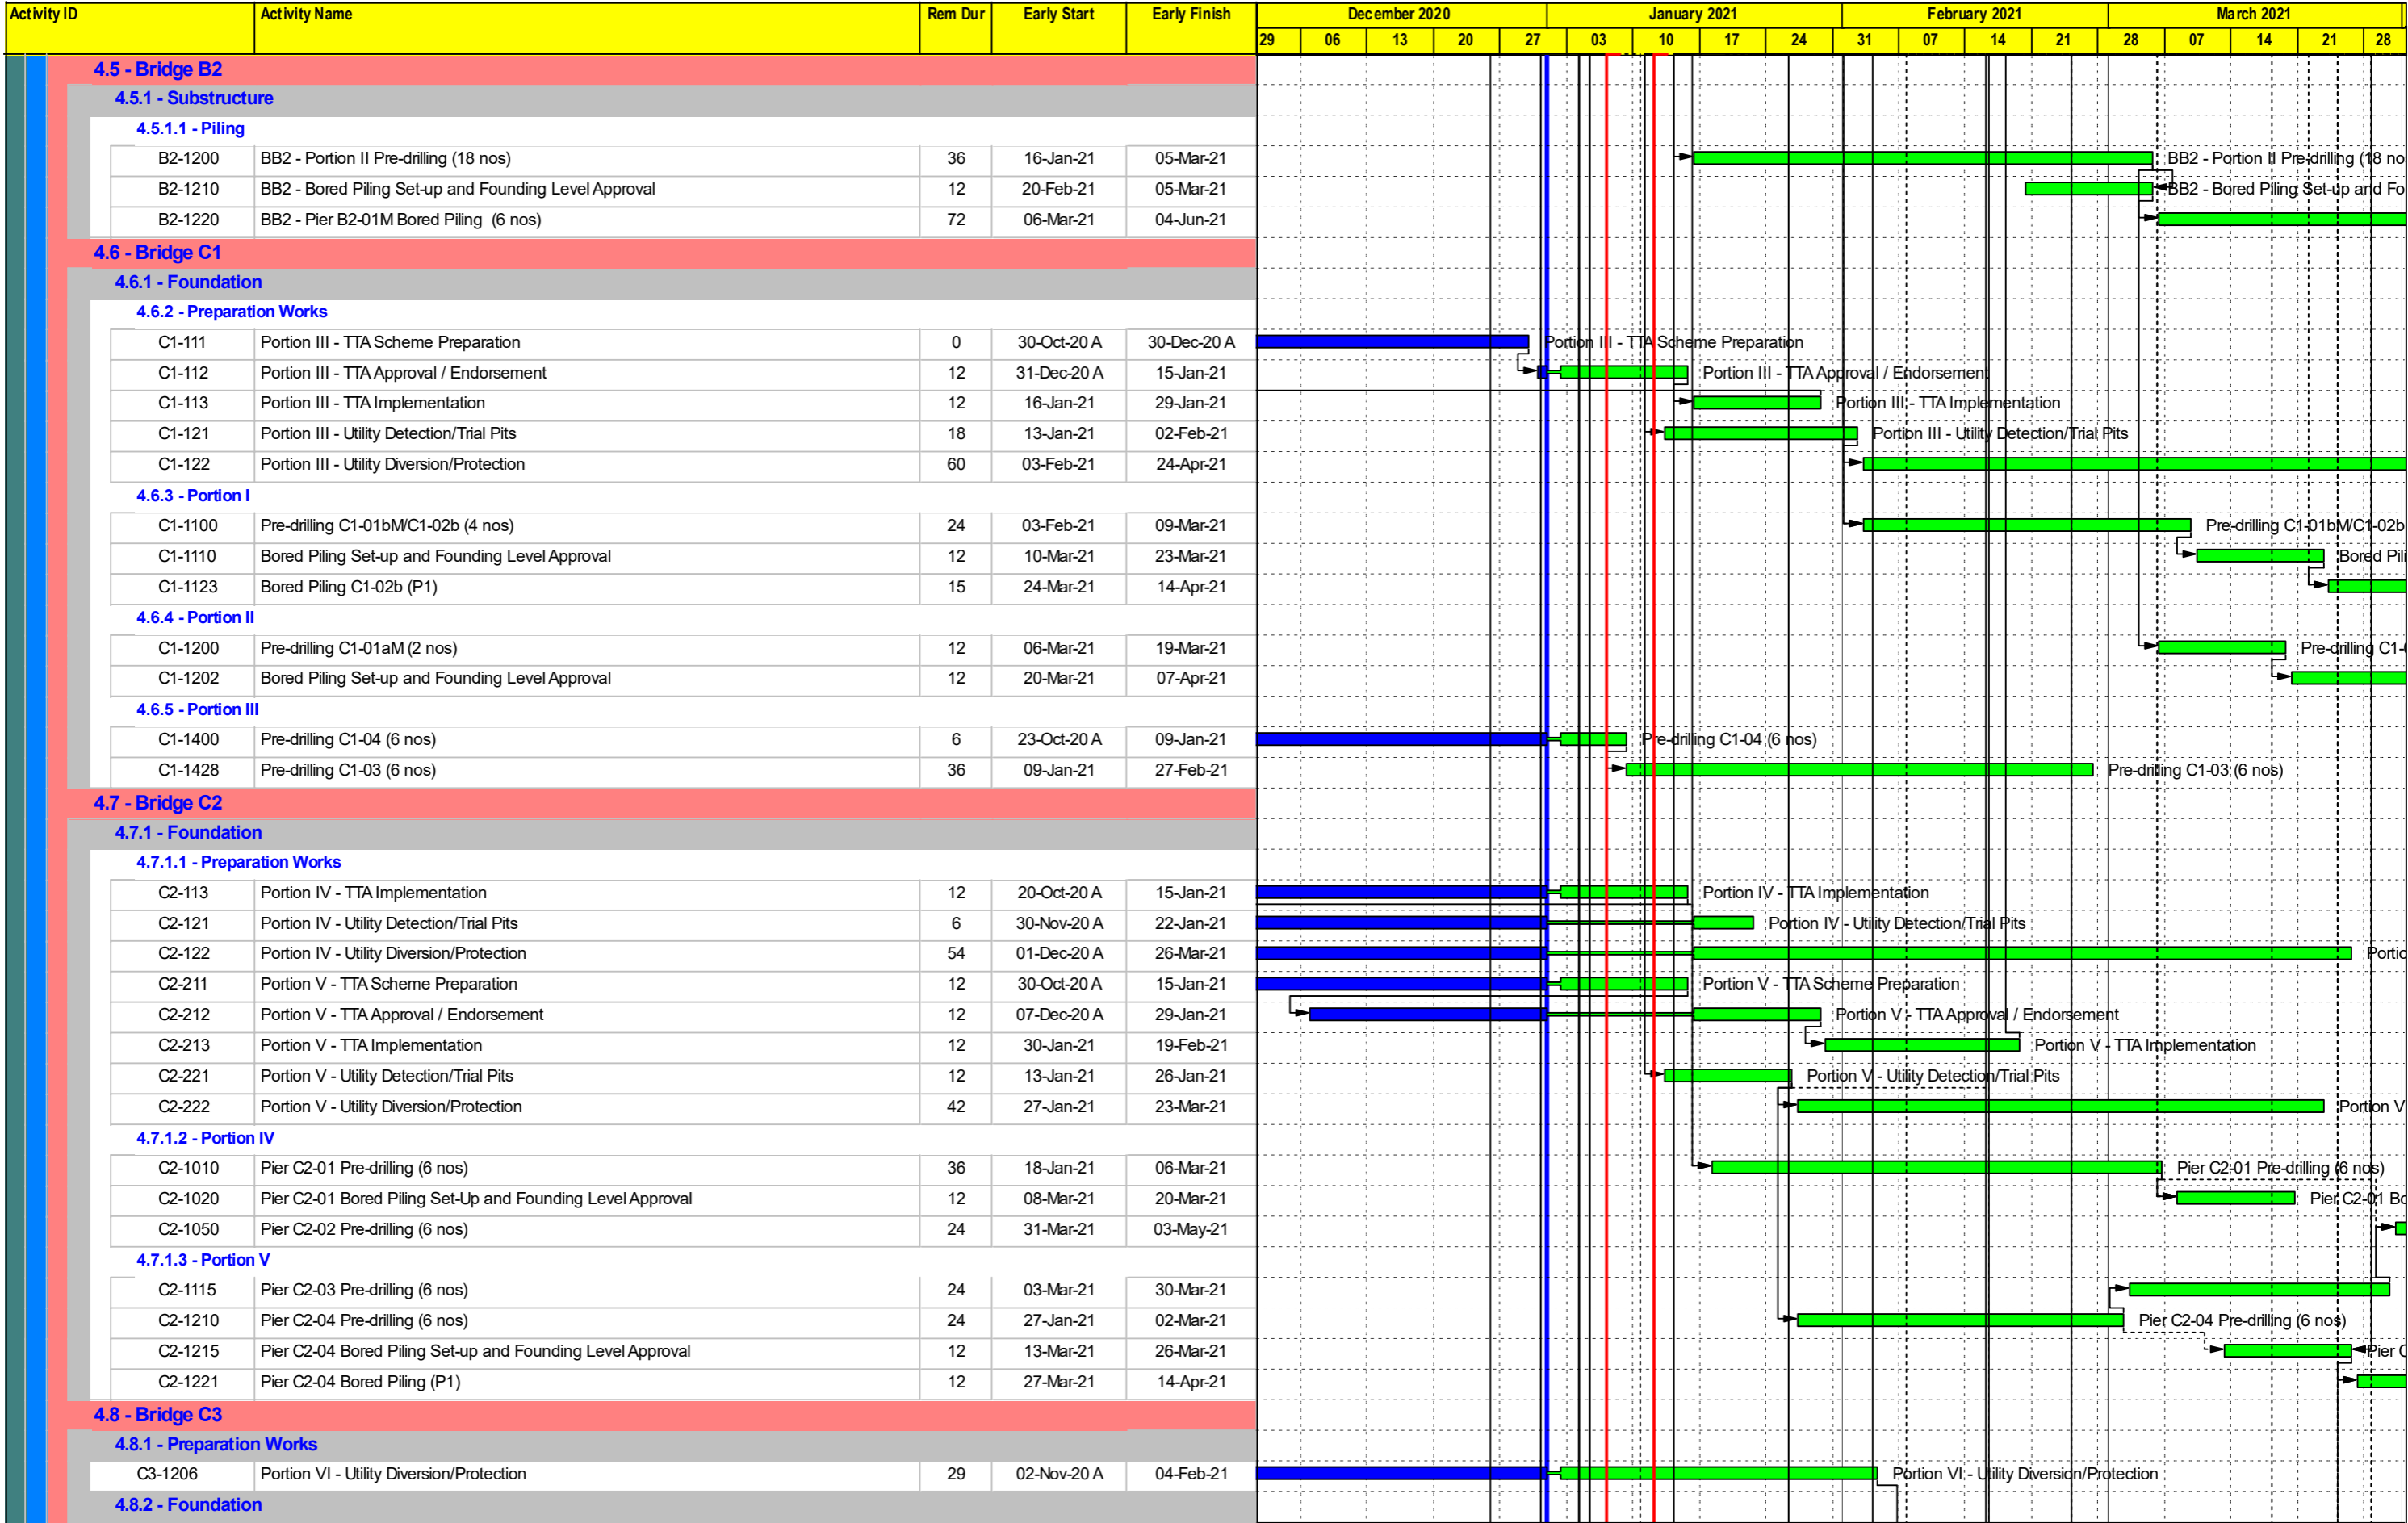 Activity ID Activity Name Rem Dur Early Start Early Finish December 2020 January 2021 February 2021 March 2021
29 06 13 20 27 03 10 17 24 31 07 14 21 28 07 14 21 28
4.5 - Bridge B2
4.5.1 - Substructure
4.5.1.1 - Piling
B2-1200 BB2 - Portion II Pre-drilling (18 nos) 36 16-Jan-21 05-Mar-21 BB2 - Portion II Pre-drilling (18 no
B2-1210 BB2 - Bored Piling Set-up and Founding Level Approval 12 20-Feb-21 05-Mar-21 BB2 - Bored Piling Set-up and Fo
B2-1220 BB2 - Pier B2-01M Bored Piling (6 nos) 72 06-Mar-21 04-Jun-21
4.6 - Bridge C1
4.6.1 - Foundation
4.6.2 - Preparation Works
C1-111 Portion III - TTA Scheme Preparation 0 30-Oct-20 A 30-Dec-20 A Portion III - TTA Scheme Preparation
C1-112 Portion III - TTA Approval / Endorsement 12 31-Dec-20 A 15-Jan-21 Portion III - TTA Approval / Endorsement
C1-113 Portion III - TTA Implementation 12 16-Jan-21 29-Jan-21 Portion III - TTA Implementation
C1-121 Portion III - Utility Detection/Trial Pits 18 13-Jan-21 02-Feb-21 Portion III - Utility Detection/Trial Pits
C1-122 Portion III - Utility Diversion/Protection 60 03-Feb-21 24-Apr-21
4.6.3 - Portion I
C1-1100 Pre-drilling C1-01bM/C1-02b (4 nos) 24 03-Feb-21 09-Mar-21 Pre-drilling C1-01bM/C1-02b
C1-1110 Bored Piling Set-up and Founding Level Approval 12 10-Mar-21 23-Mar-21 Bored Pili
C1-1123 Bored Piling C1-02b (P1) 15 24-Mar-21 14-Apr-21
4.6.4 - Portion II
C1-1200 Pre-drilling C1-01aM (2 nos) 12 06-Mar-21 19-Mar-21 Pre-drilling C1-
C1-1202 Bored Piling Set-up and Founding Level Approval 12 20-Mar-21 07-Apr-21
4.6.5 - Portion III
C1-1400 Pre-drilling C1-04 (6 nos) 6 23-Oct-20 A 09-Jan-21 Pre-drilling C1-04 (6 nos)
C1-1428 Pre-drilling C1-03 (6 nos) 36 09-Jan-21 27-Feb-21 Pre-drilling C1-03 (6 nos)
4.7 - Bridge C2
4.7.1 - Foundation
4.7.1.1 - Preparation Works
C2-113 Portion IV - TTA Implementation 12 20-Oct-20 A 15-Jan-21 Portion IV - TTA Implementation
C2-121 Portion IV - Utility Detection/Trial Pits 6 30-Nov-20 A 22-Jan-21 Portion IV - Utility Detection/Trial Pits
C2-122 Portion IV - Utility Diversion/Protection 54 01-Dec-20 A 26-Mar-21 Portio
C2-211 Portion V - TTA Scheme Preparation 12 30-Oct-20 A 15-Jan-21 Portion V - TTA Scheme Preparation
C2-212 Portion V - TTA Approval / Endorsement 12 07-Dec-20 A 29-Jan-21 Portion V - TTA Approval / Endorsement
C2-213 Portion V - TTA Implementation 12 30-Jan-21 19-Feb-21 Portion V - TTA Implementation
C2-221 Portion V - Utility Detection/Trial Pits 12 13-Jan-21 26-Jan-21 Portion V - Utility Detection/Trial Pits
C2-222 Portion V - Utility Diversion/Protection 42 27-Jan-21 23-Mar-21 Portion V
4.7.1.2 - Portion IV
C2-1010 Pier C2-01 Pre-drilling (6 nos) 36 18-Jan-21 06-Mar-21 Pier C2-01 Pre-drilling (6 nos)
C2-1020 Pier C2-01 Bored Piling Set-Up and Founding Level Approval 12 08-Mar-21 20-Mar-21 Pier C2-01 Bo
C2-1050 Pier C2-02 Pre-drilling (6 nos) 24 31-Mar-21 03-May-21
4.7.1.3 - Portion V
C2-1115 Pier C2-03 Pre-drilling (6 nos) 24 03-Mar-21 30-Mar-21
C2-1210 Pier C2-04 Pre-drilling (6 nos) 24 27-Jan-21 02-Mar-21 Pier C2-04 Pre-drilling (6 nos)
C2-1215 Pier C2-04 Bored Piling Set-up and Founding Level Approval 12 13-Mar-21 26-Mar-21 Pier C
C2-1221 Pier C2-04 Bored Piling (P1) 12 27-Mar-21 14-Apr-21
4.8 - Bridge C3
4.8.1 - Preparation Works
C3-1206 Portion VI - Utility Diversion/Protection 29 02-Nov-20 A 04-Feb-21 Portion VI - Utility Diversion/Protection
4.8.2 - Foundation